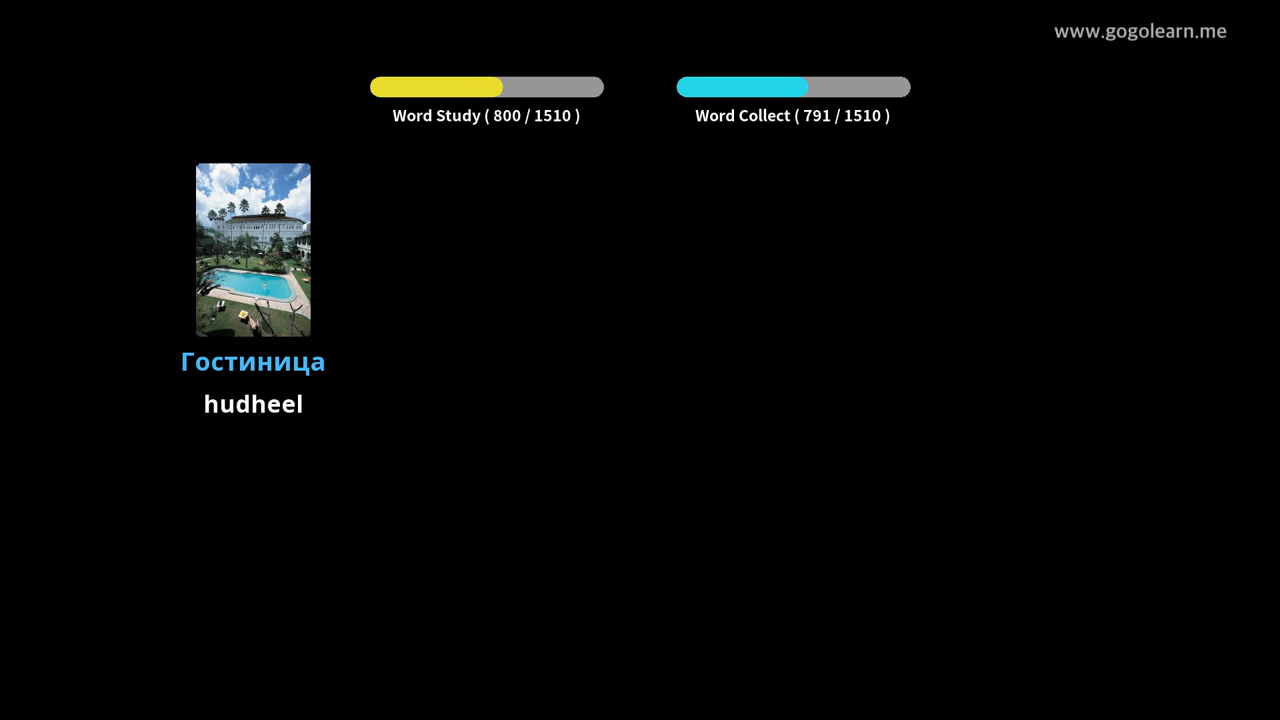 www.gogolearn.me
Word Study ( 800 / 1510 )
Word Collect ( 791 / 1510 )
Гостиница
hudheel